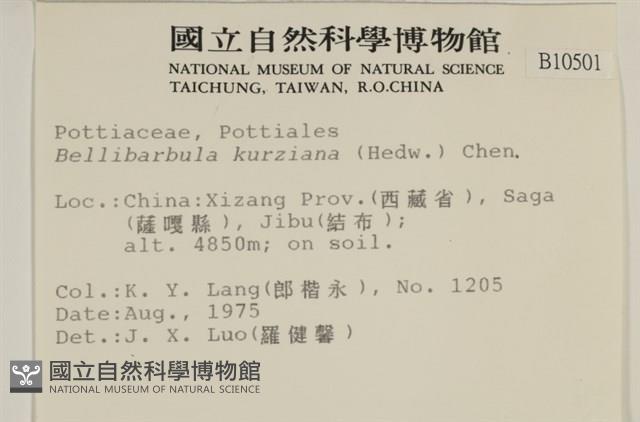 國立自然科學博物館
NATIONAL MUSEUM OF NATURAL SCIENCE
TAICHUNG, TAIWAN, R.O.CHINA
B10501
Pottiaceae, Pottiales
Bellibarbula kurziana (Hedw.) Chen.
Loc.:China:Xizang Prov.(西藏省), Saga
(薩嘎縣), Jibu(結布);
alt. 4850m; on soil.
Col.:K. Y. Lang(郎楷永), No. 1205
Date:Aug., 1975
Det.:J. X. Luo(羅健馨)
國立自然科學博物館
NATIONAL MUSEUM OF NATURAL SCIENCE